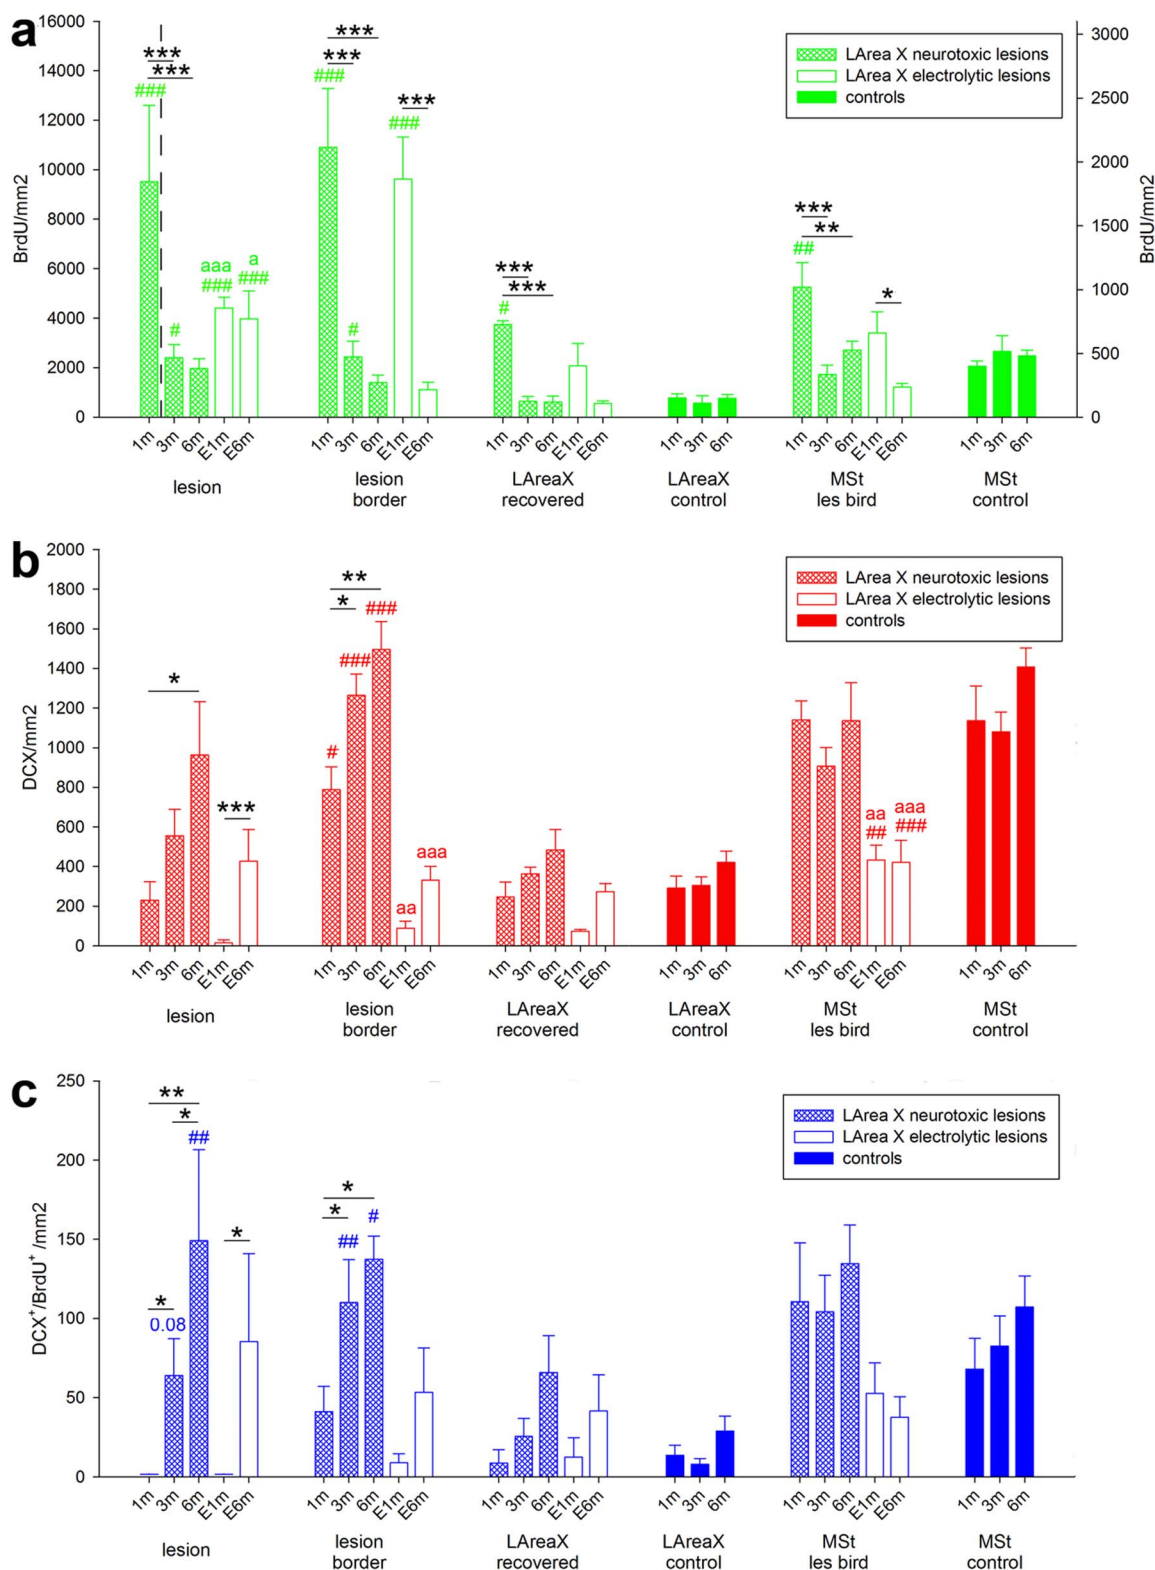 a
16000
14000
12000
10000
8000
6000
4000
2000
0
BrdU/mm2
3000
2500
2000
1500
1000
500
0
BrdU/mm2
LArea X neurotoxic lesions
LArea X electrolytic lesions
controls
***
***
###
#
aaa
###
a
###
***
***
###
#
***
###
***
***
#
***
**
##
*
1m 3m 6m E1m E6m 1m 3m 6m E1m E6m 1m 3m 6m E1m E6m 1m 3m 6m 1m 3m 6m E1m E6m 1m 3m 6m
lesion
lesion
border
LAreaX
recovered
LAreaX
control
MSt
les bird
MSt
control
b
2000
1800
1600
1400
1200
1000
800
600
400
200
0
DCX/mm2
LArea X neurotoxic lesions
LArea X electrolytic lesions
controls
*
***
**
*
#
###
###
aa
aaa
aa
##
aaa
###
1m 3m 6m E1m E6m 1m 3m 6m E1m E6m 1m 3m 6m E1m E6m 1m 3m 6m 1m 3m 6m E1m E6m 1m 3m 6m
lesion
lesion
border
LAreaX
recovered
LAreaX
control
MSt
les bird
MSt
control
c
250
200
150
100
50
0
DCX+/BrdU+ /mm2
LArea X neurotoxic lesions
LArea X electrolytic lesions
controls
**
*
##
*
0.08
*
*
*
##
#
1m 3m 6m E1m E6m 1m 3m 6m E1m E6m 1m 3m 6m E1m E6m 1m 3m 6m 1m 3m 6m E1m E6m 1m 3m 6m
lesion
lesion
border
LAreaX
recovered
LAreaX
control
MSt
les bird
MSt
control